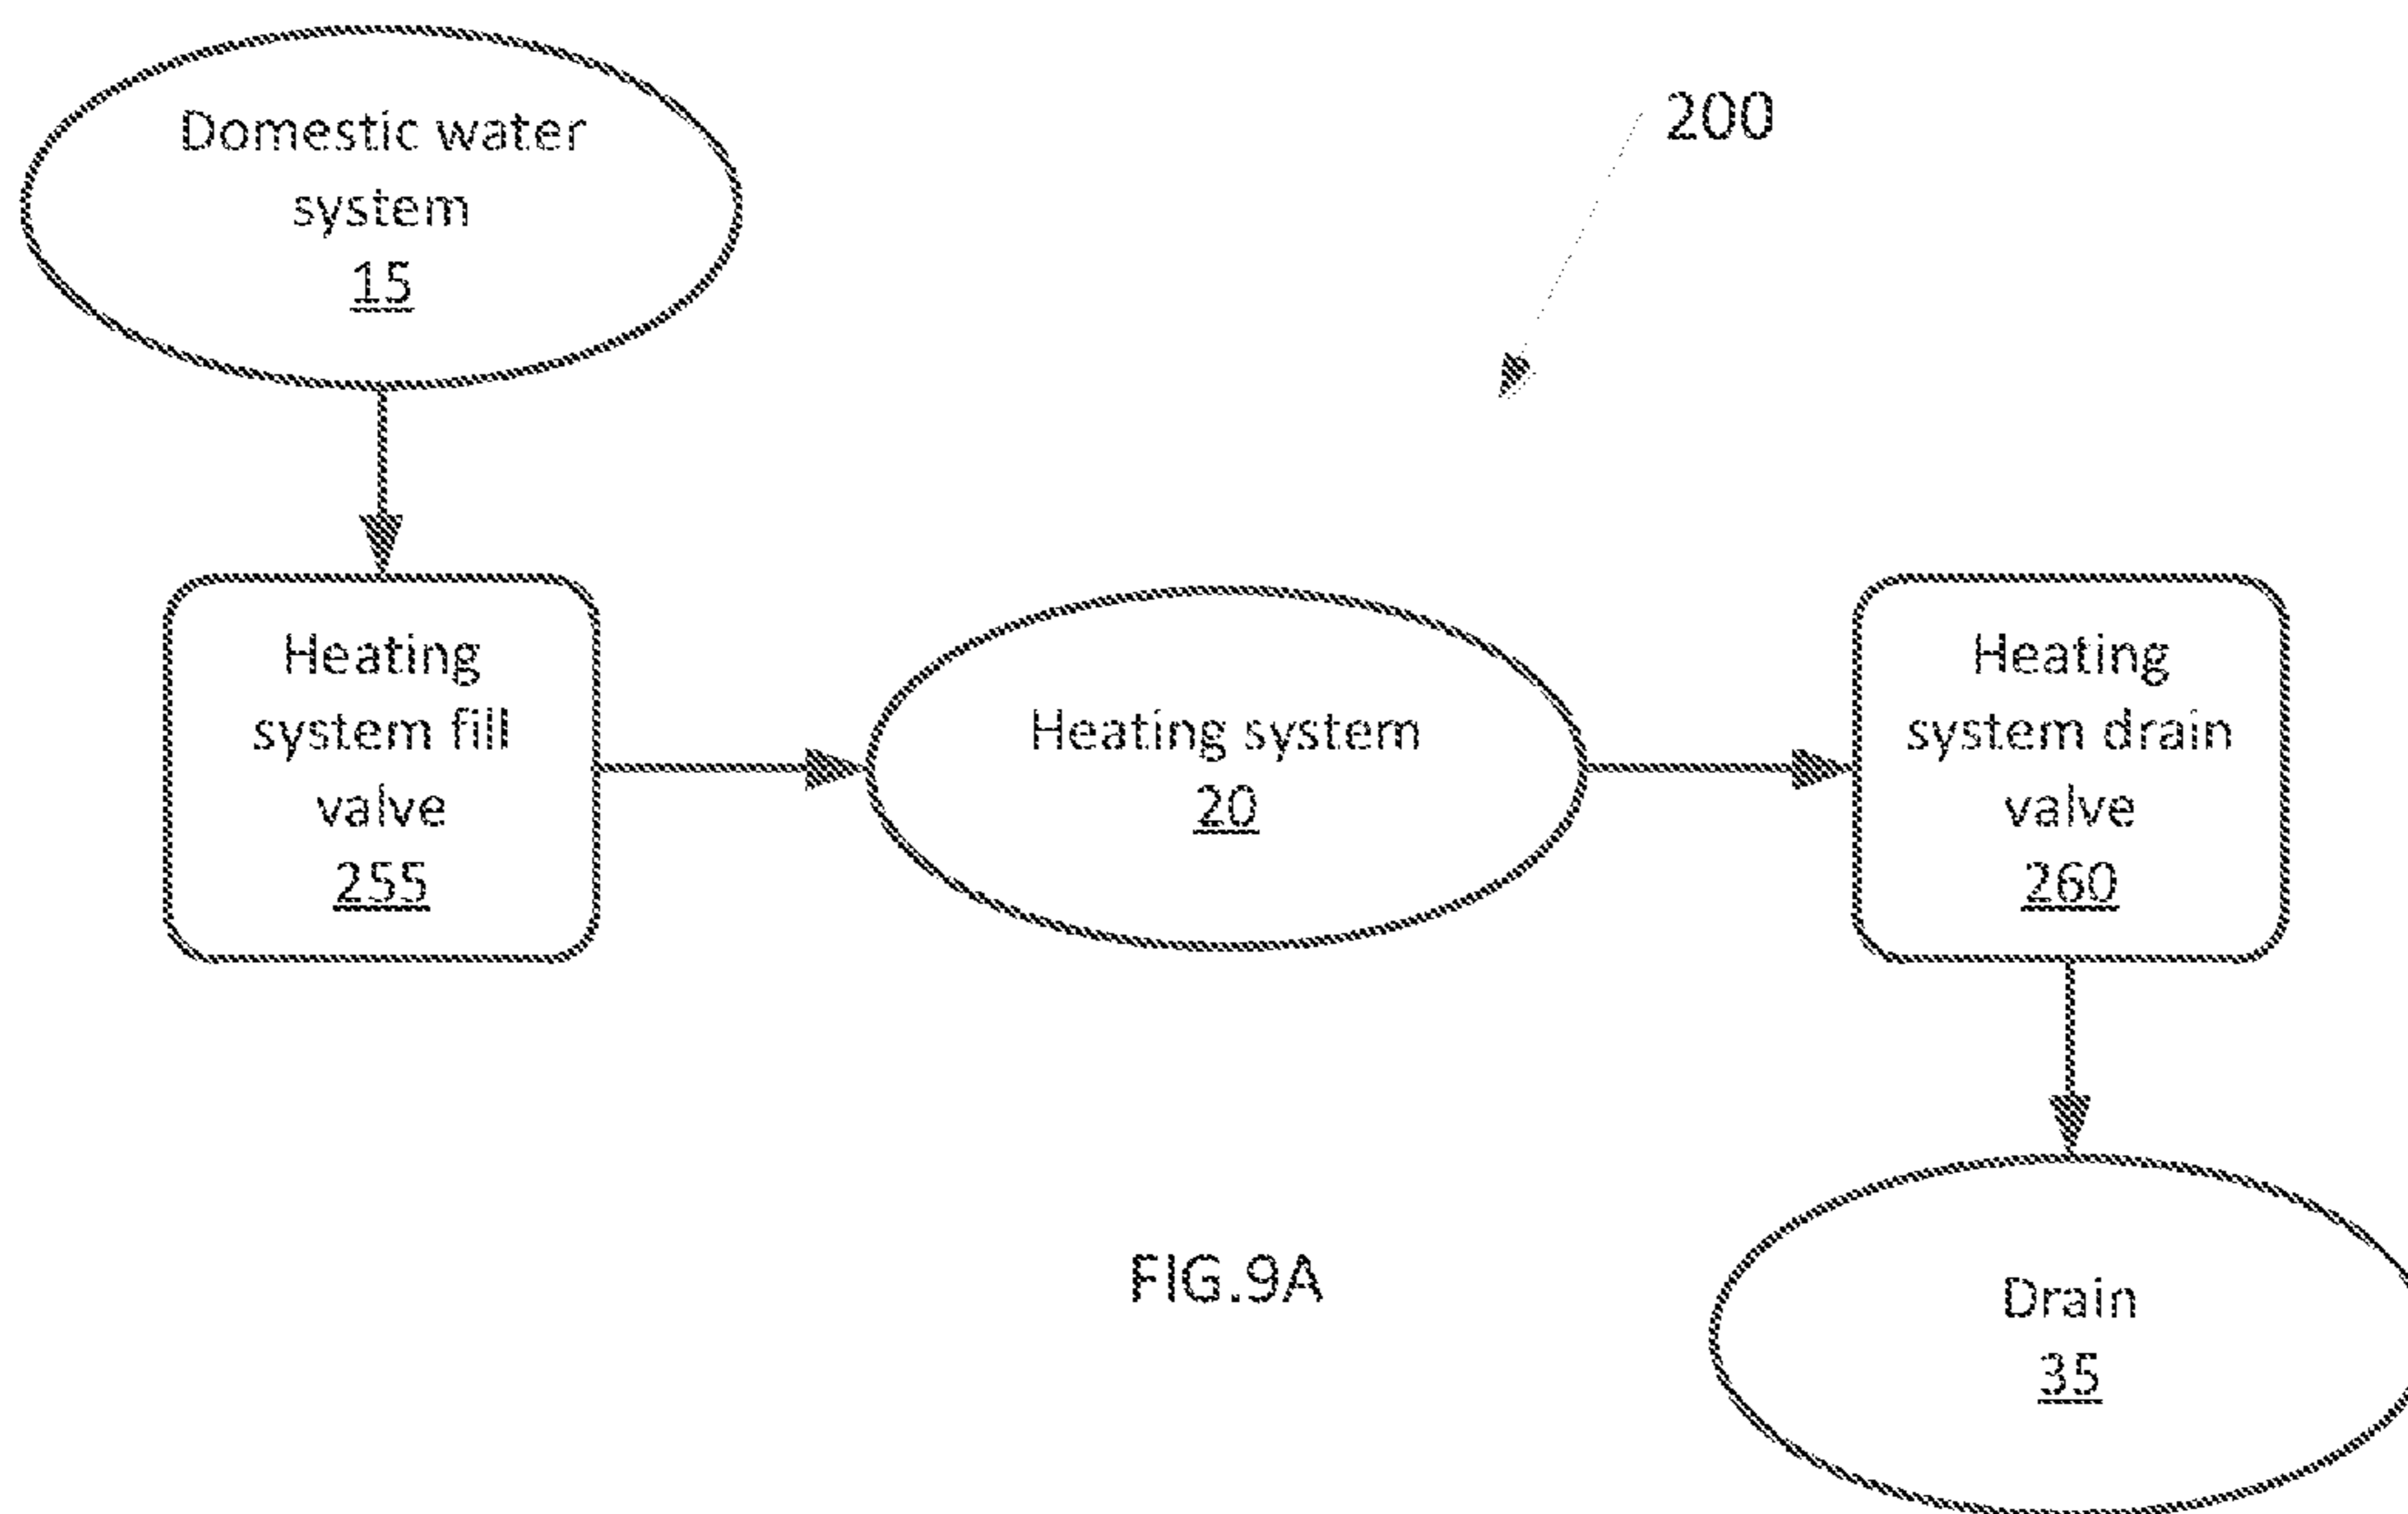 Domestic water
system
15
200
Heating
system fill
valve
255
Heating system
20
Heating
system drain
valve
260
FIG.9A
Drain
35